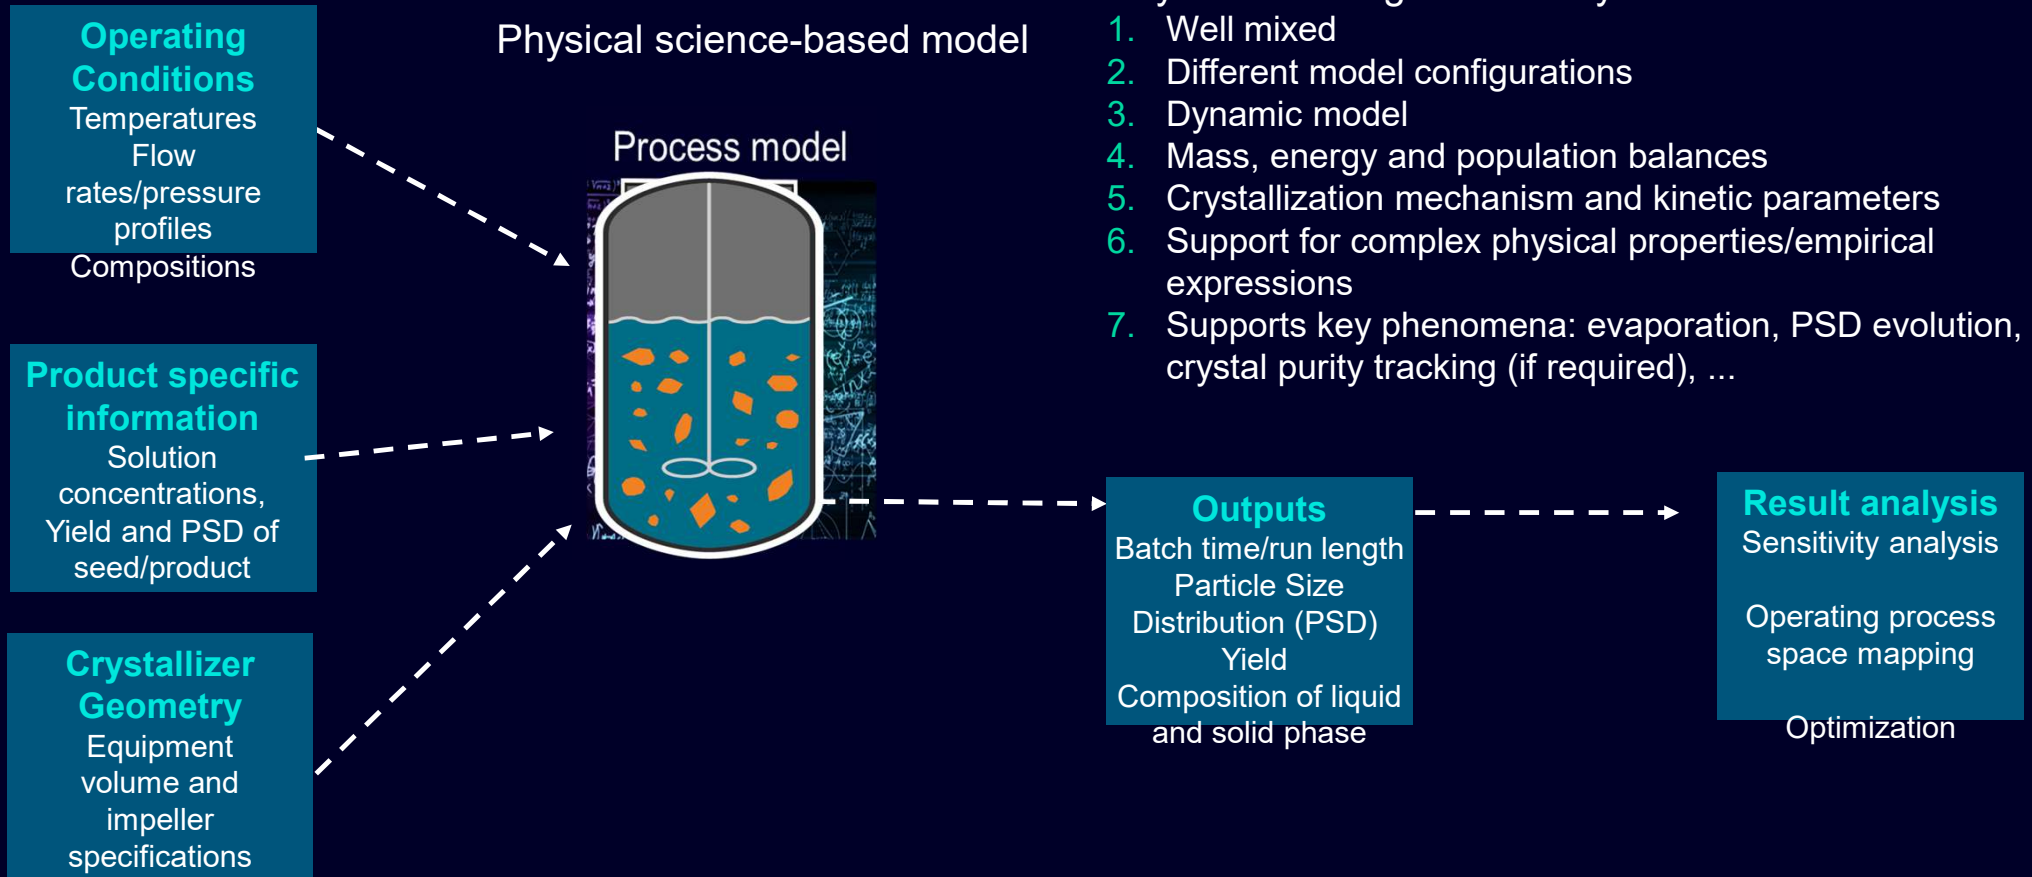 Operating
Conditions
Temperatures
Flow
rates/pressure
profiles
Compositions
Product specific
information
Solution
concentrations,
Yield and PSD of
seed/product
Crystallizer
Geometry
Equipment
volume and
impeller
specifications
Physical science-based model
Process model
1. Well mixed
2. Different model configurations
3. Dynamic model
4. Mass, energy and population balances
5. Crystallization mechanism and kinetic parameters
6. Support for complex physical properties/empirical
expressions
7. Supports key phenomena: evaporation, PSD evolution,
crystal purity tracking (if required), ...
Outputs
Batch time/run length
Particle Size
Distribution (PSD)
Yield
Composition of liquid
and solid phase
Result analysis
Sensitivity analysis
Operating process
space mapping
Optimization